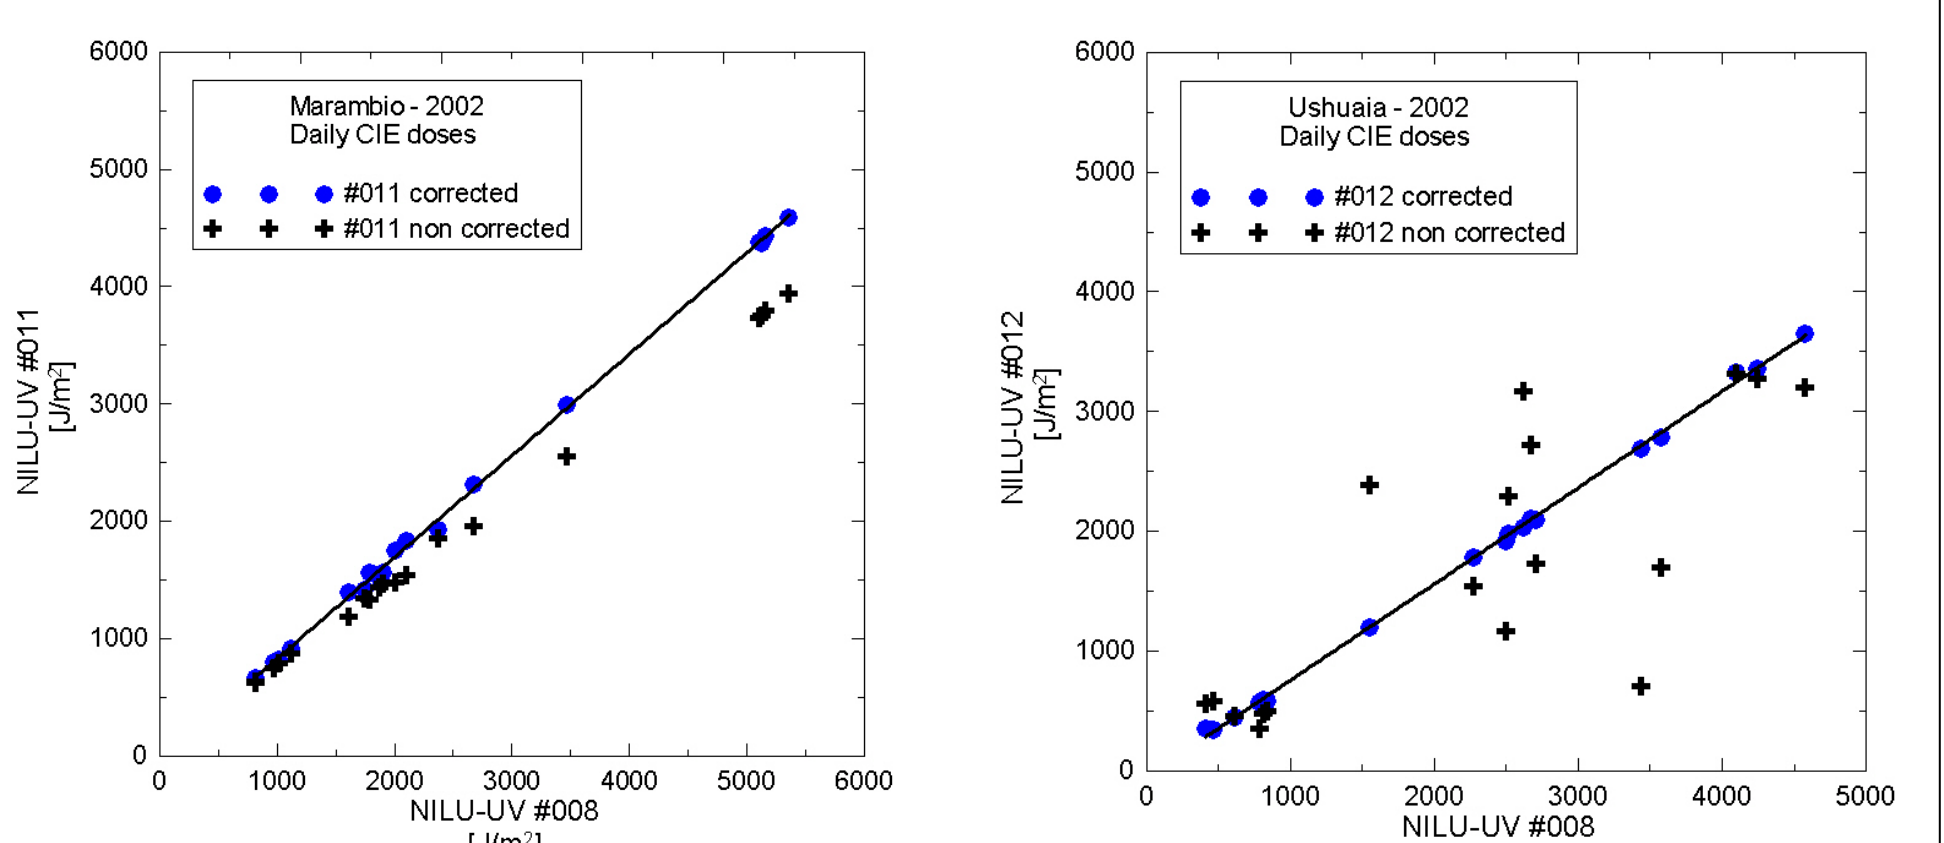 6000
5000
4000
3000
2000
1000
0
NILU-UV #011
[J/m²]
Marambio - 2002
Daily CIE doses
#011 corrected
#011 non corrected
0 1000 2000 3000 4000 5000 6000
NILU-UV #008
[J/m²]
6000
5000
4000
3000
2000
1000
0
NILU-UV #012
[J/m²]
Ushuaia - 2002
Daily CIE doses
#012 corrected
#012 non corrected
0 1000 2000 3000 4000 5000
NILU-UV #008